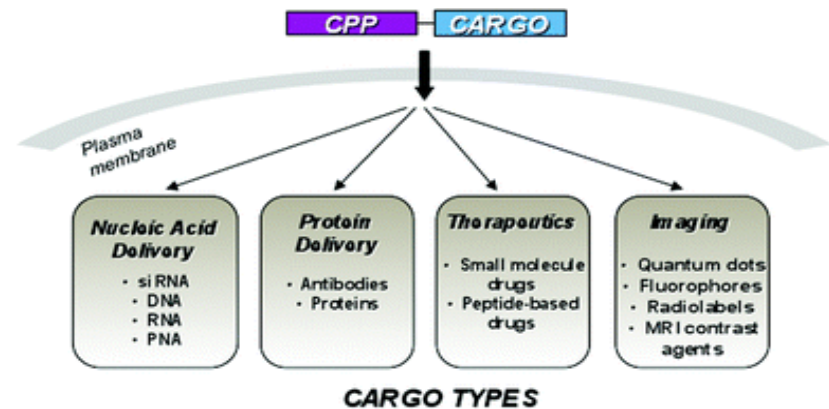 CPP CARGO
Plasma
membrane
Nucleic Acid
Delivery
• siRNA
• DNA
• RNA
• PNA
Protein
Delivery
• Antibodies
• Proteins
Therapeutics
• Small molecule
drugs
• Peptide-based
drugs
Imaging
• Quantum dots
• Fluorophores
• Radiolabels
• MRI contrast
agents
CARGO TYPES